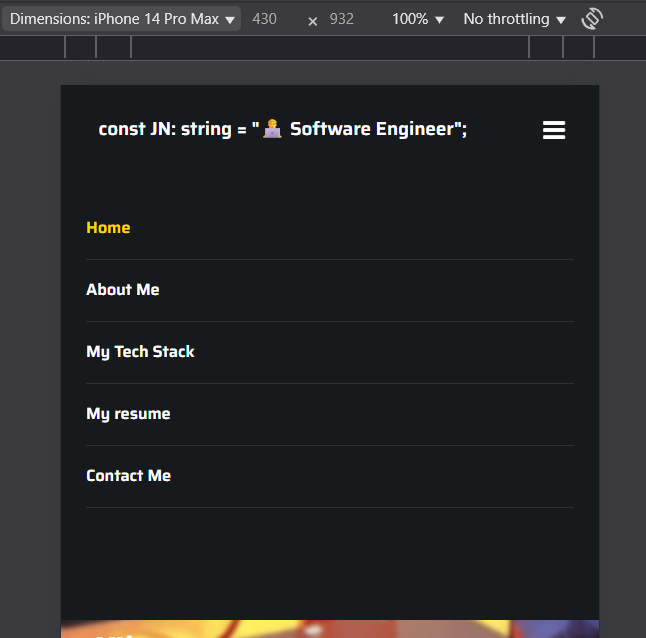 Dimensions: iPhone 14 Pro Max ▼ 430 × 932 100% ▼ No throttling ▼
const JN: string = "🧑‍💻 Software Engineer";
Home
About Me
My Tech Stack
My resume
Contact Me